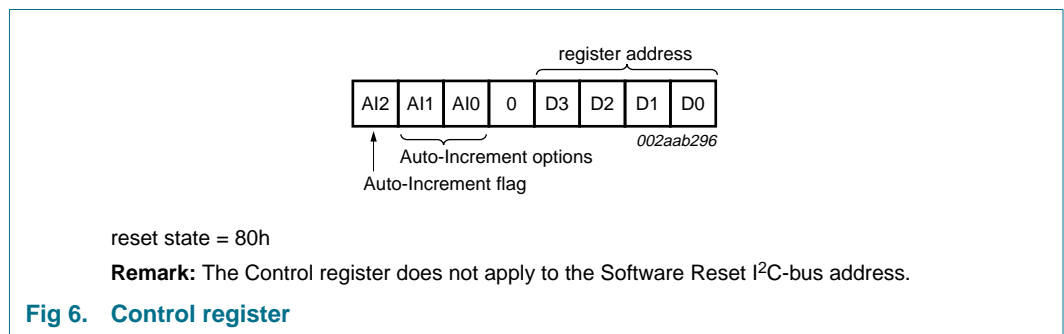 register address
AI2 AI1 AI0 0 D3 D2 D1 D0
002aab296
Auto-Increment options
Auto-Increment flag
reset state = 80h
Remark: The Control register does not apply to the Software Reset I²C-bus address.
Fig 6. Control register